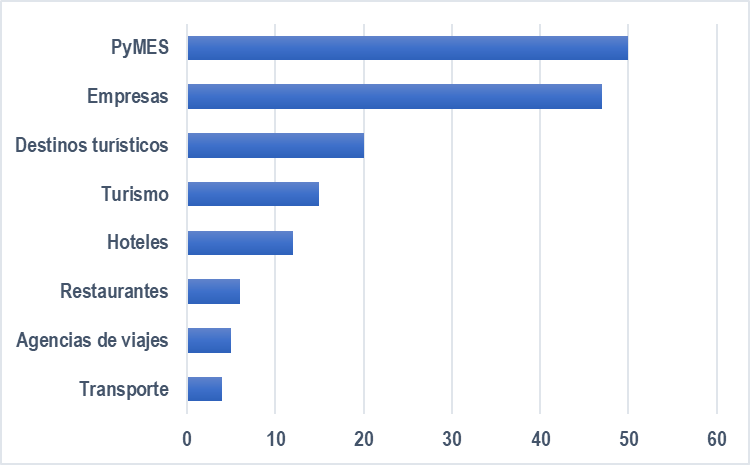 PyMES
Empresas
Destinos turísticos
Turismo
Hoteles
Restaurantes
Agencias de viajes
Transporte
0 10 20 30 40 50 60